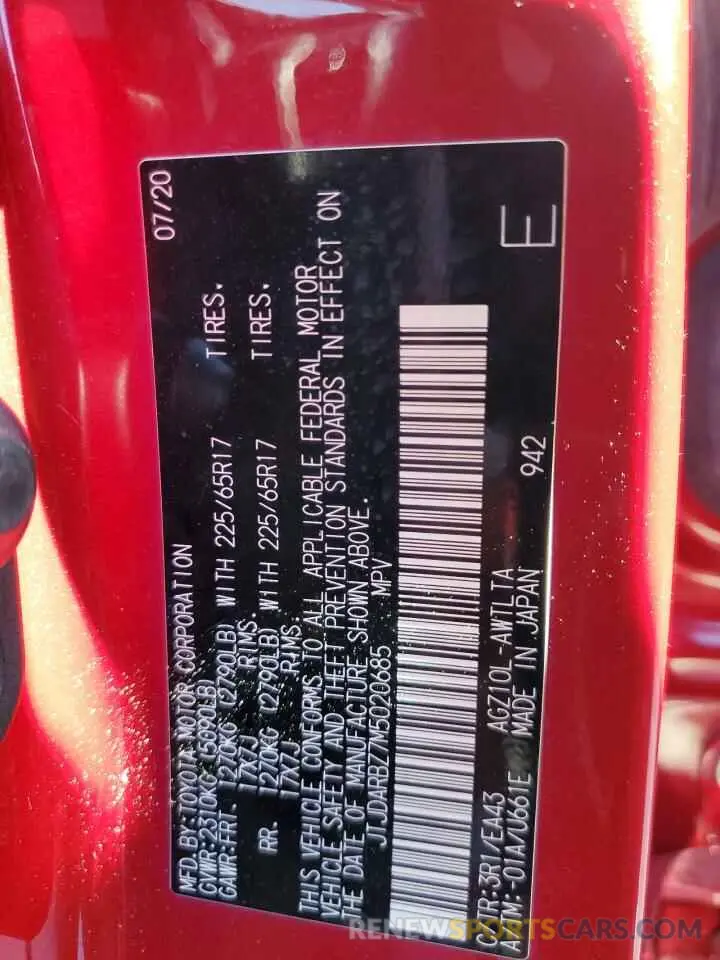 07/20
MFD. BY:TOYOTA MOTOR CORPORATION
GVWR:2310KG(5090LB)
GAWR:FRT. 1270KG (2790LB) WITH 225/65R17 TIRES.
17X7J RIMS.
RR. 1270KG (2790LB) WITH 225/65R17 TIRES.
17X7J RIMS.
THIS VEHICLE CONFORMS TO ALL APPLICABLE FEDERAL MOTOR
VEHICLE SAFETY AND THEFT PREVENTION STANDARDS IN EFFECT ON
THE DATE OF MANUFACTURE SHOWN ABOVE.
JTJDARBZ7M5020685 MPV
C/TR:3R1/EA43 AGZ10L-AWTLTA 942 E
A/TM:-01A/U661E MADE IN JAPAN
RENEWSPORTSCARS.COM